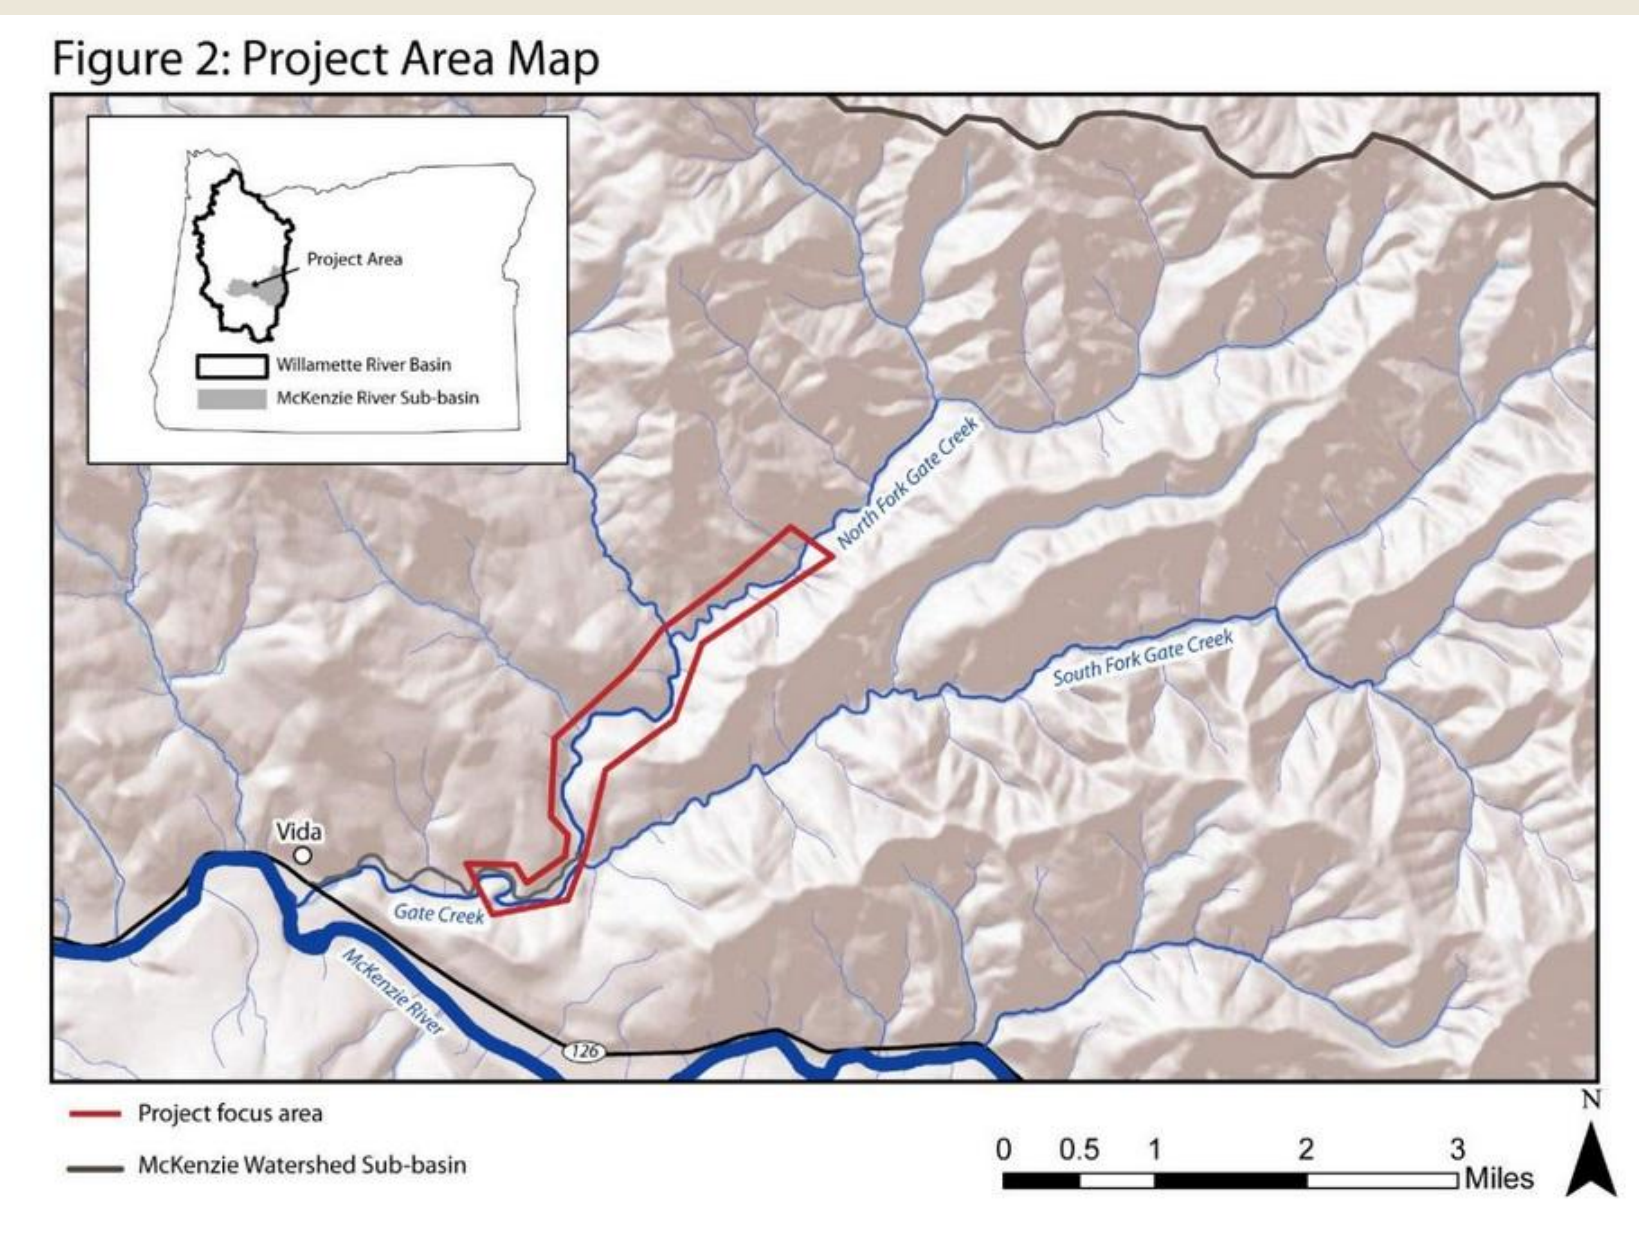 Figure 2: Project Area Map
Project Area
Willamette River Basin
McKenzie River Sub-basin
North Fork Gate Creek
South Fork Gate Creek
Vida
Gate Creek
McKenzie River
126
Project focus area
McKenzie Watershed Sub-basin
N
0 0.5 1 2 3
Miles